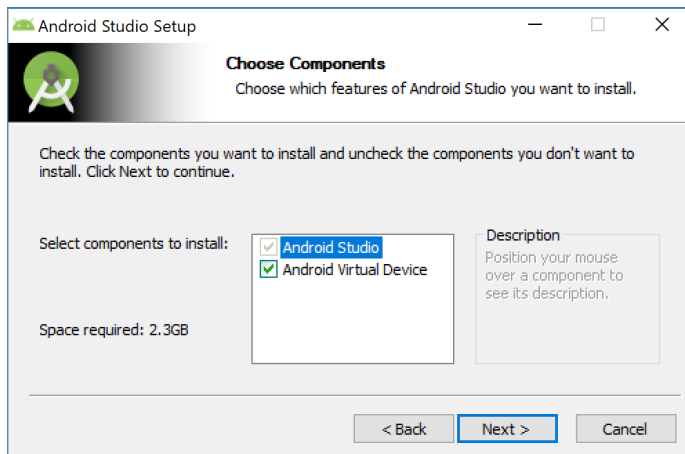 Android Studio Setup
Choose Components
Choose which features of Android Studio you want to install.
Check the components you want to install and uncheck the components you don't want to
install. Click Next to continue.
Select components to install:
Android Studio
Android Virtual Device
Description
Position your mouse
over a component to
see its description.
Space required: 2.3GB
< Back
Next >
Cancel